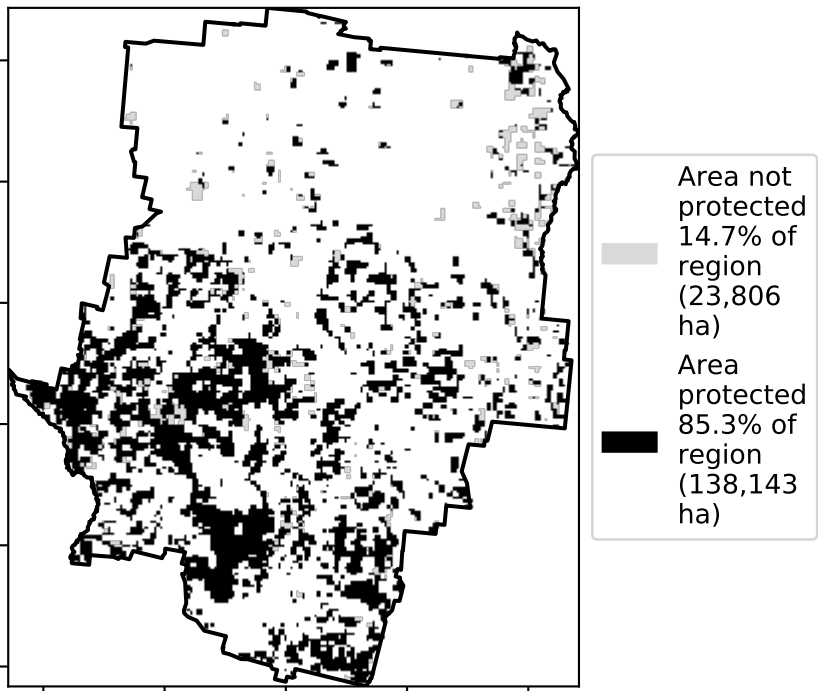 Area not
protected
14.7% of
region
(23,806
ha)
Area
protected
85.3% of
region
(138,143
ha)